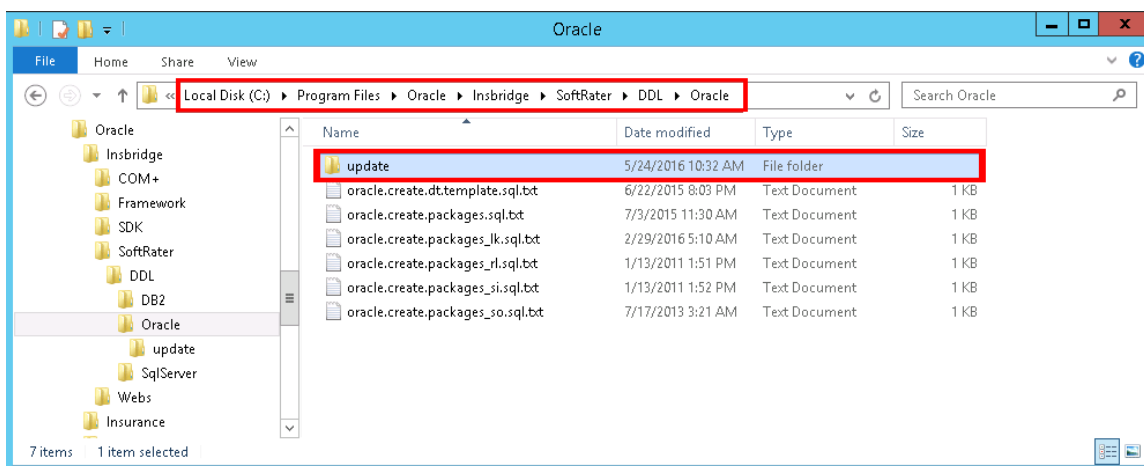 Oracle
File Home Share View
« Local Disk (C:) ▸ Program Files ▸ Oracle ▸ Insbridge ▸ SoftRater ▸ DDL ▸ Oracle Search Oracle
Oracle
Insbridge
COM+
Framework
SDK
SoftRater
DDL
DB2
Oracle
update
SqlServer
Webs
Insurance
Name Date modified Type Size
update 5/24/2016 10:32 AM File folder
oracle.create.dt.template.sql.txt 6/22/2015 8:03 PM Text Document 1 KB
oracle.create.packages.sql.txt 7/3/2015 11:30 AM Text Document 1 KB
oracle.create.packages_lk.sql.txt 2/29/2016 5:10 AM Text Document 1 KB
oracle.create.packages_rl.sql.txt 1/13/2011 1:51 PM Text Document 1 KB
oracle.create.packages_si.sql.txt 1/13/2011 1:52 PM Text Document 1 KB
oracle.create.packages_so.sql.txt 7/17/2013 3:21 AM Text Document 1 KB
7 items 1 item selected